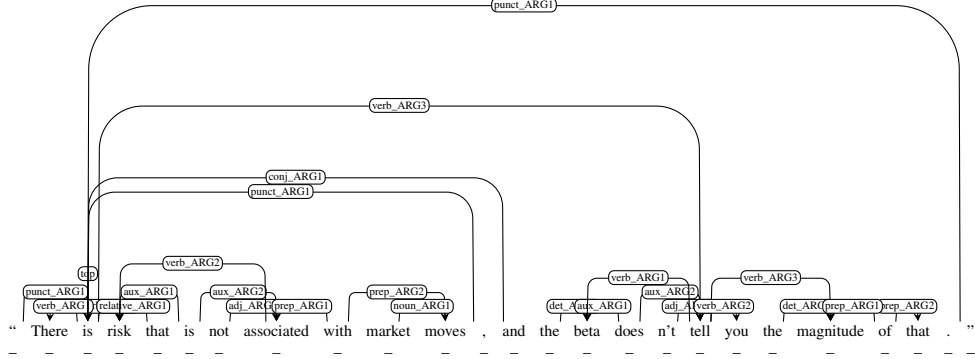 punct_ARG1
verb_ARG3
conj_ARG1
punct_ARG1
verb_ARG2
top
verb_ARG1 verb_ARG3
punct_ARG1 aux_ARG1 aux_ARG2 prep_ARG2 aux_ARG2
relative_ARG1 prep_ARG1 noun_ARG1 aux_ARG1 verb_ARG2 prep_ARG1 prep_ARG2
“ There is risk that is not associated with market moves , and the beta does n’t tell you the magnitude of that . ”
_ _ _ _ _ _ _ _ _ _ _ _ _ _ _ _ _ _ _ _ _ _ _ _ _ _